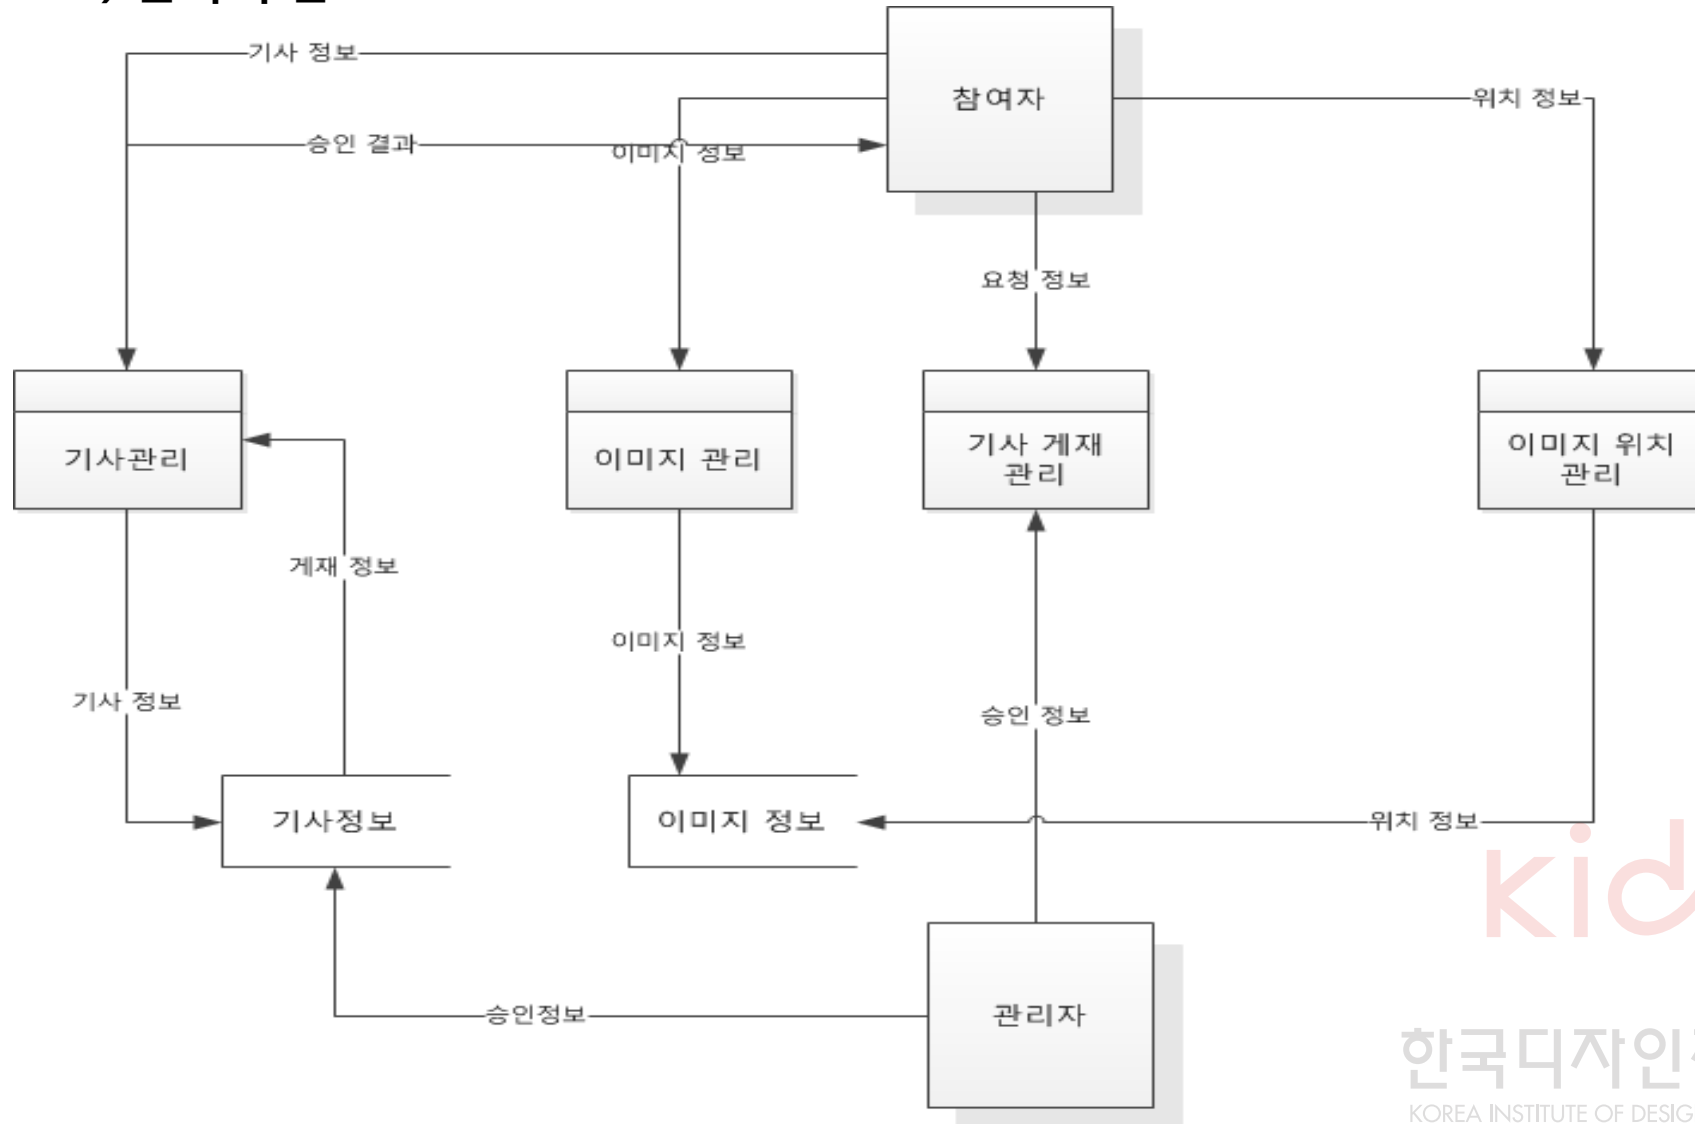 기사 정보
참여자
위치 정보
승인 결과
이미지 정보
요청 정보
기사관리
이미지 관리
기사 게재
관리
이미지 위치
관리
게재 정보
이미지 정보
기사 정보
승인 정보
기사정보
이미지 정보
위치 정보
승인정보
관리자
kid
한국디자인
KOREA INSTITUTE OF DESIG